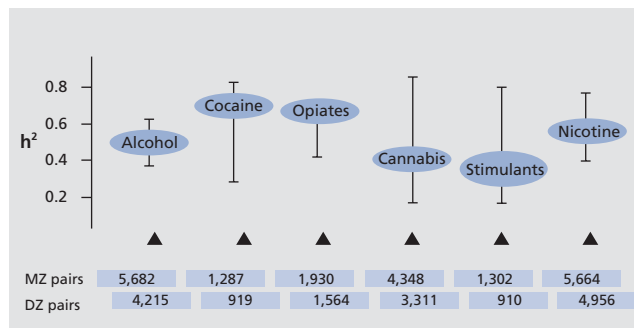 0.8
Cocaine
Opiates
0.6
Nicotine
h²
Alcohol
0.4
Cannabis
Stimulants
0.2
MZ pairs 5,682 1,287 1,930 4,348 1,302 5,664
DZ pairs 4,215 919 1,564 3,311 910 4,956